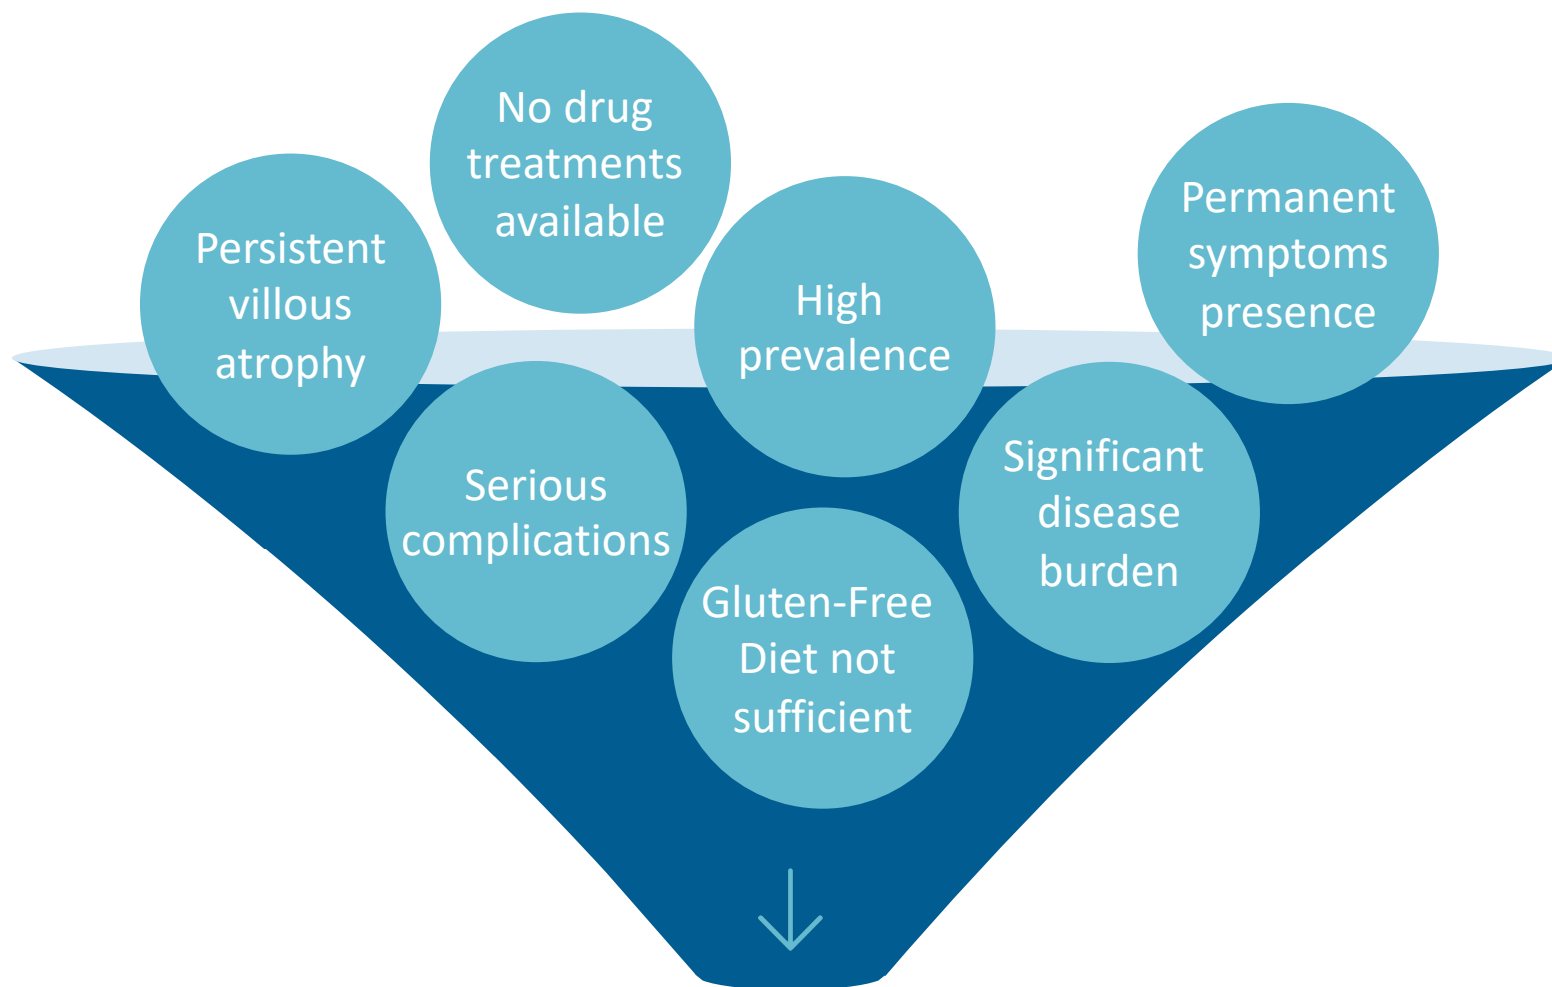 No drug
treatments
available
Persistent
villous
atrophy
High
prevalence
Permanent
symptoms
presence
Serious
complications
Significant
disease
burden
Gluten-Free
Diet not
sufficient